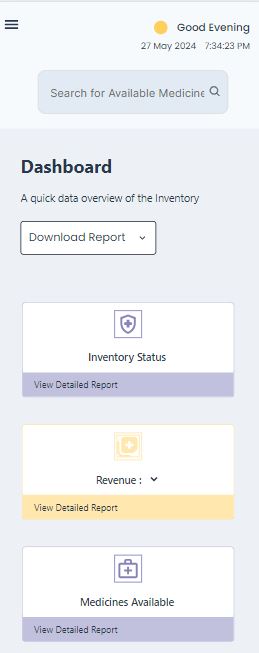 Good Evening
27 May 2024 7:34:23 PM
Search for Available Medicine
Dashboard
A quick data overview of the Inventory
Download Report
Inventory Status
View Detailed Report
Revenue :
View Detailed Report
Medicines Available
View Detailed Report